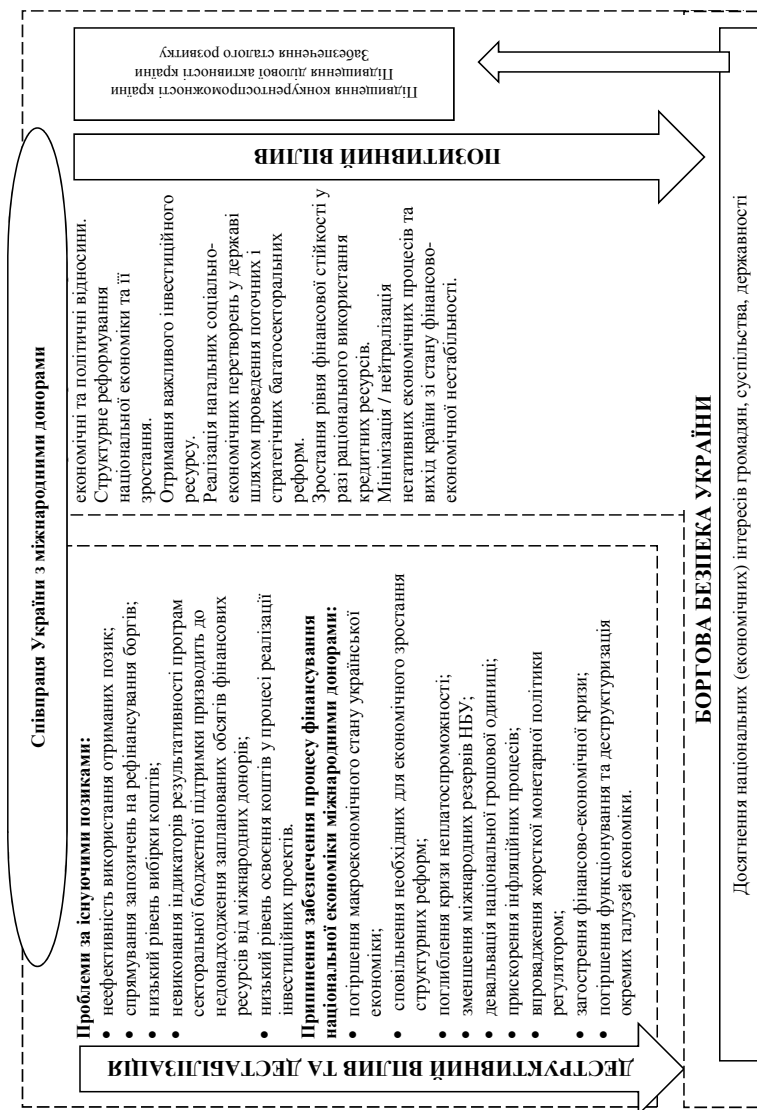 Співпраця України з міжнародними донорами
Проблеми за існуючими позиками:
• неефективність використання отриманих позик;
• спрямування запозичень на рефінансування боргів;
• низький рівень вибірки коштів;
• невиконання індикаторів результативності програм
секторальної бюджетної підтримки призводить до
недонадходження запланованих обсягів фінансових
ресурсів від міжнародних донорів;
• низький рівень освоєння коштів у процесі реалізації
інвестиційних проектів.
Припинення забезпечення процесу фінансування
національної економіки міжнародними донорами:
• погіршення макроекономічного стану української
економіки;
• сповільнення необхідних для економічного зростання
структурних реформ;
• поглиблення кризи неплатоспроможності;
• зменшення міжнародних резервів НБУ;
• девальвація національної грошової одиниці;
• прискорення інфляційних процесів;
• впровадження жорсткої монетарної політики
регулятором;
• загострення фінансово-економічної кризи;
• погіршення функціонування та деструктуризація
окремих галузей економіки.
ДЕСТРУКТИВНИЙ ВПЛИВ ТА ДЕСТАБІЛІЗАЦІЯ
економічні та політичні відносини.
Структурне реформування
національної економіки та її
зростання.
Отримання важливого інвестиційного
ресурсу.
Реалізація нагальних соціально-
економічних перетворень у державі
шляхом проведення поточних і
стратегічних багатосекторальних
реформ.
Зростання рівня фінансової стійкості у
разі раціонального використання
кредитних ресурсів.
Мінімізація / нейтралізація
негативних економічних процесів та
вихід країни зі стану фінансово-
економічної нестабільності.
ПОЗИТИВНИЙ ВПЛИВ
Підвищення конкурентоспроможності країни
Підвищення ділової активності країни
Забезпечення сталого розвитку
БОРГОВА БЕЗПЕКА УКРАЇНИ
Досягнення національних (економічних) інтересів громадян, суспільства, державності